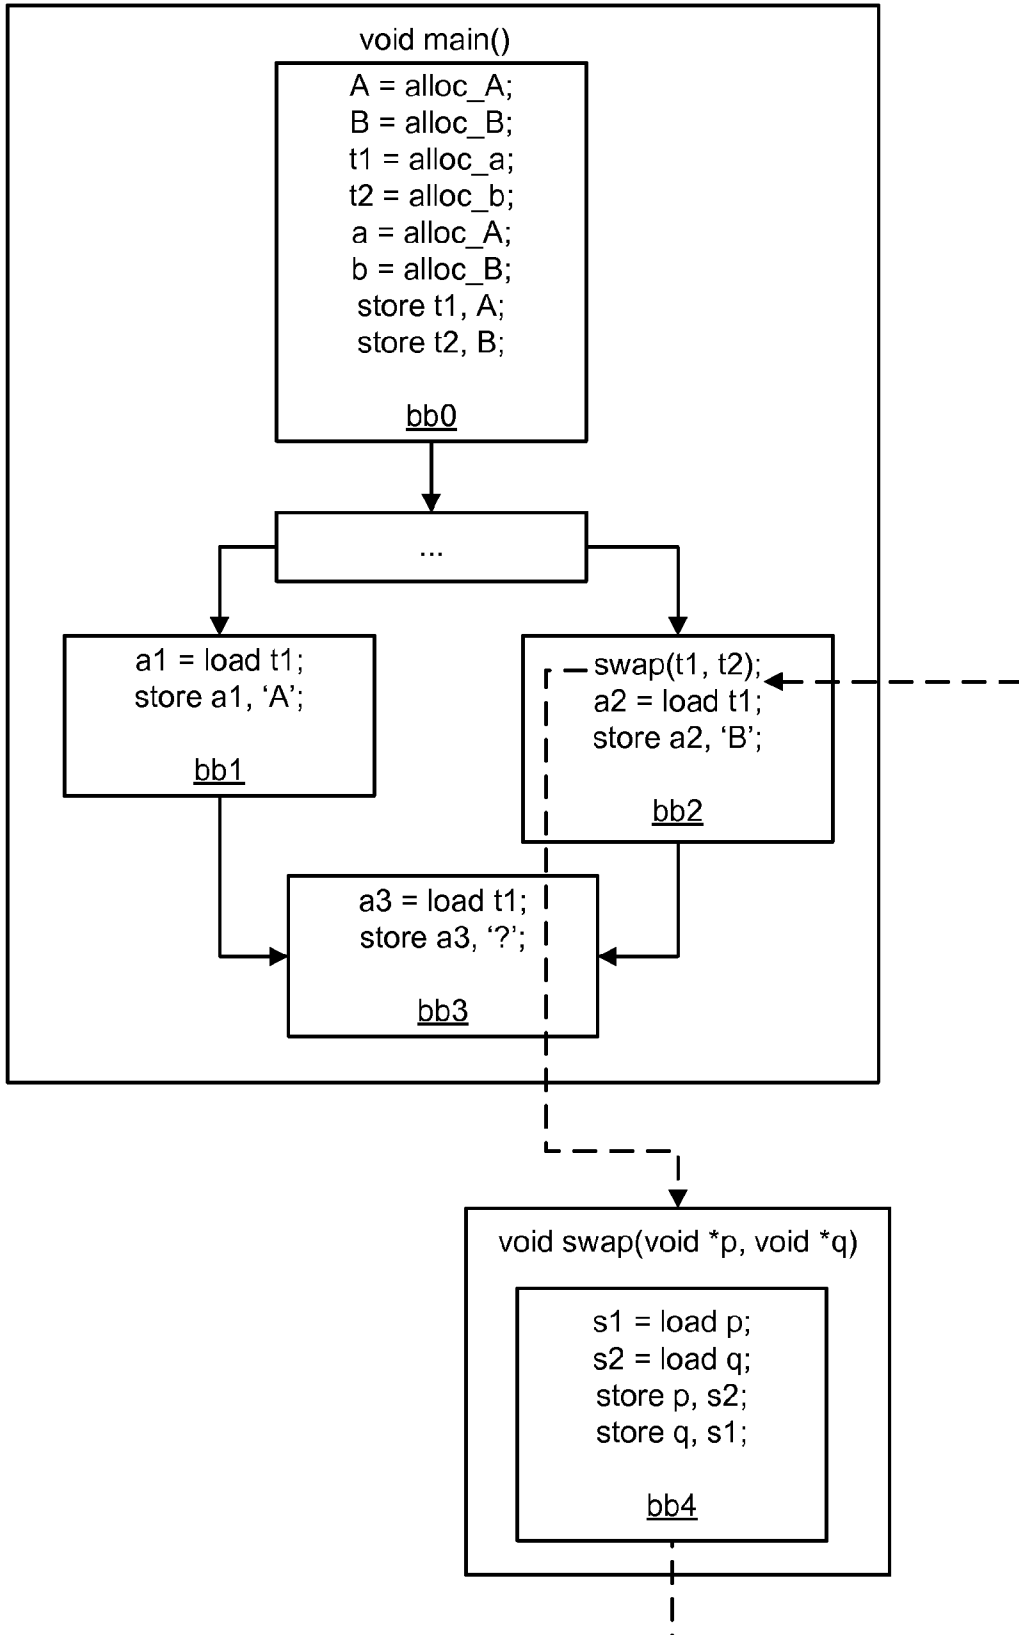 void main()
A = alloc_A;
B = alloc_B;
t1 = alloc_a;
t2 = alloc_b;
a = alloc_A;
b = alloc_B;
store t1, A;
store t2, B;
bb0
...
a1 = load t1;
store a1, ‘A’;
bb1
swap(t1, t2);
a2 = load t1;
store a2, ‘B’;
bb2
a3 = load t1;
store a3, ‘?’;
bb3
void swap(void *p, void *q)
s1 = load p;
s2 = load q;
store p, s2;
store q, s1;
bb4